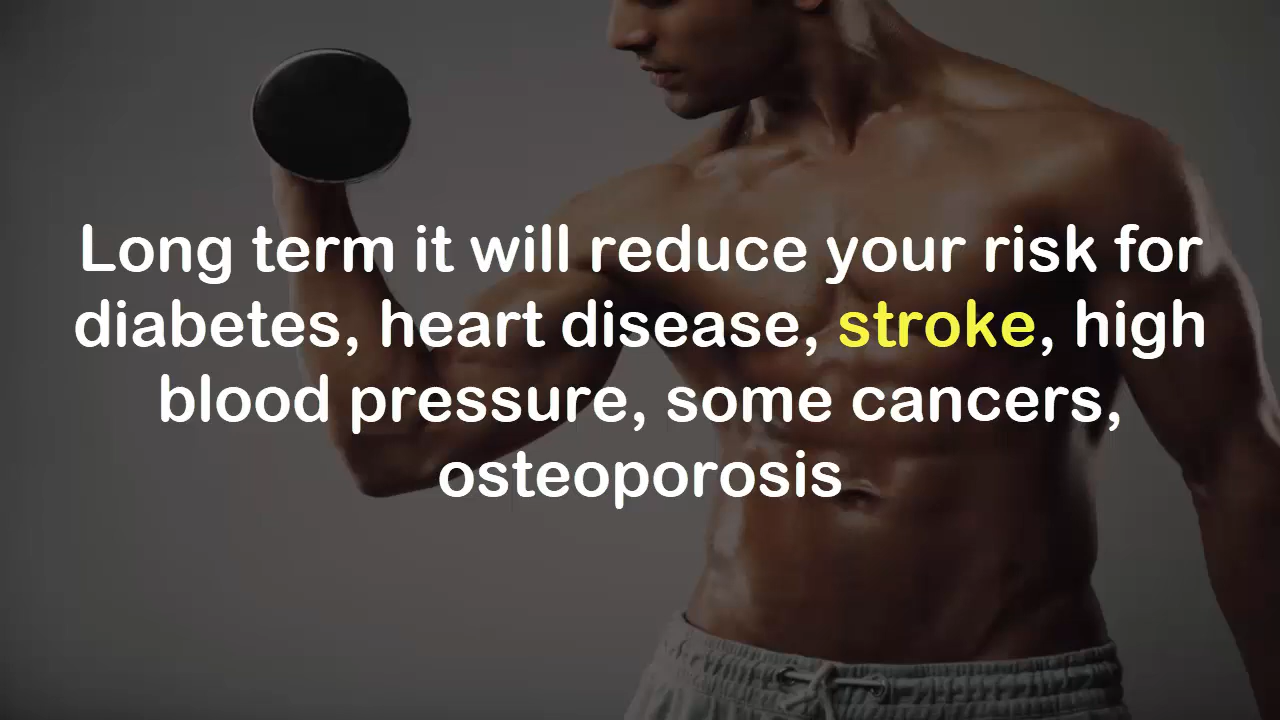 Long term it will reduce your risk for
diabetes, heart disease, stroke, high
blood pressure, some cancers,
osteoporosis